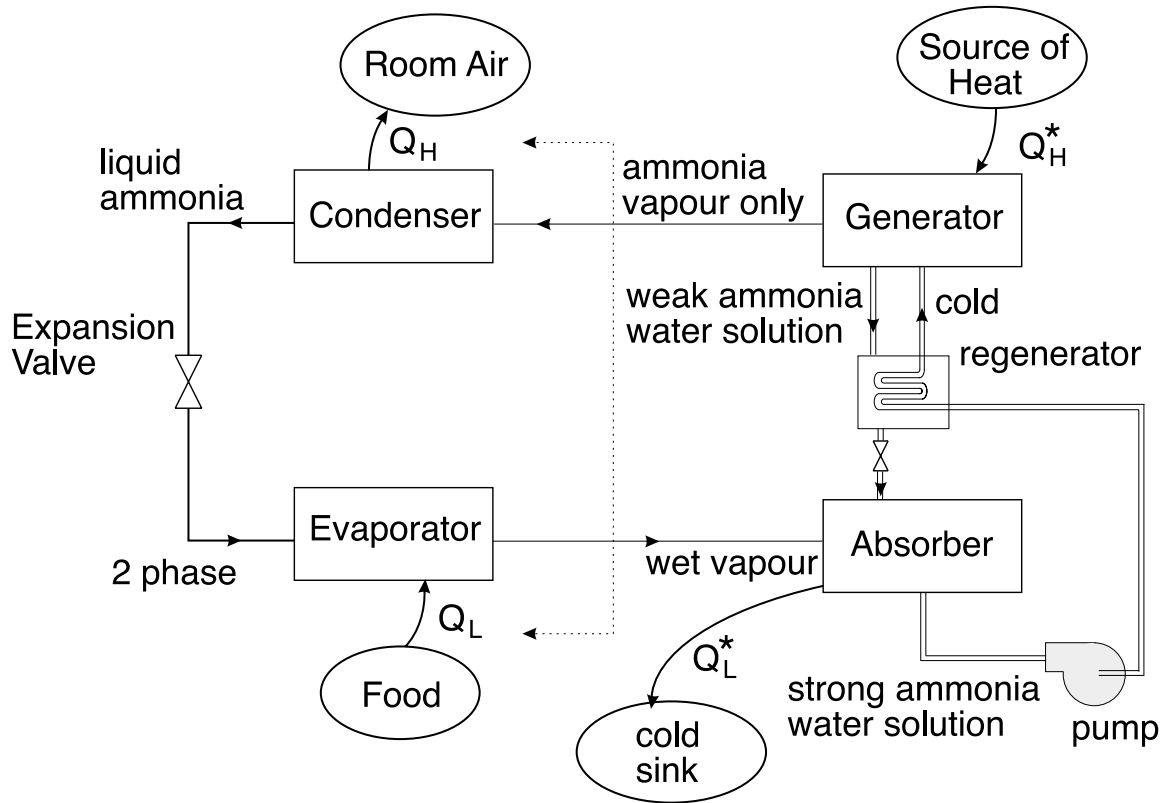 Room Air
Source of
Heat
Q_H
Q*_H
liquid
ammonia
Condenser
ammonia
vapour only
Generator
weak ammonia
water solution
cold
Expansion
Valve
regenerator
Evaporator
Absorber
2 phase
wet vapour
Q_L
Q*_L
Food
strong ammonia
water solution
pump
cold
sink